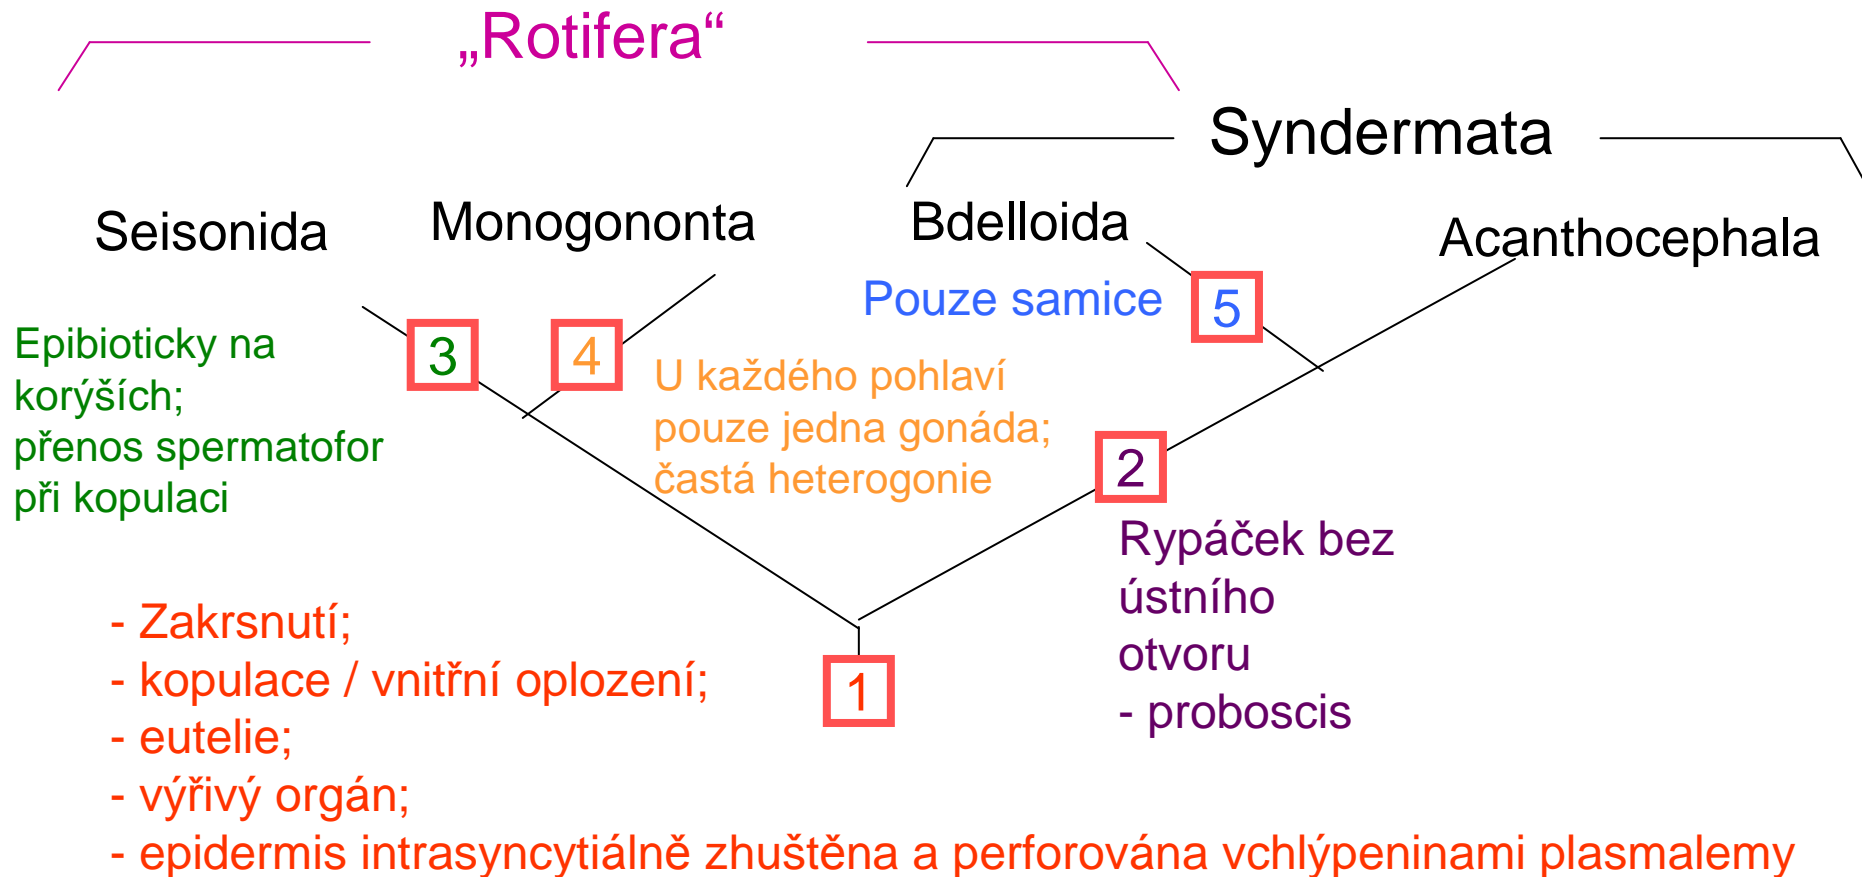 „Rotifera“
Syndermata
Seisonida
Monogononta
Bdelloida
Acanthocephala
Pouze samice
5
3
4
Epibioticky na
korýších;
přenos spermatofor
při kopulaci
U každého pohlaví
pouze jedna gonáda;
častá heterogonie
2
Rypáček bez
ústního
otvoru
- proboscis
1
- Zakrsnutí;
- kopulace / vnitřní oplození;
- eutelie;
- výřivý orgán;
- epidermis intrasyncytiálně zhuštěna a perforována vchlýpeninami plasmalemy